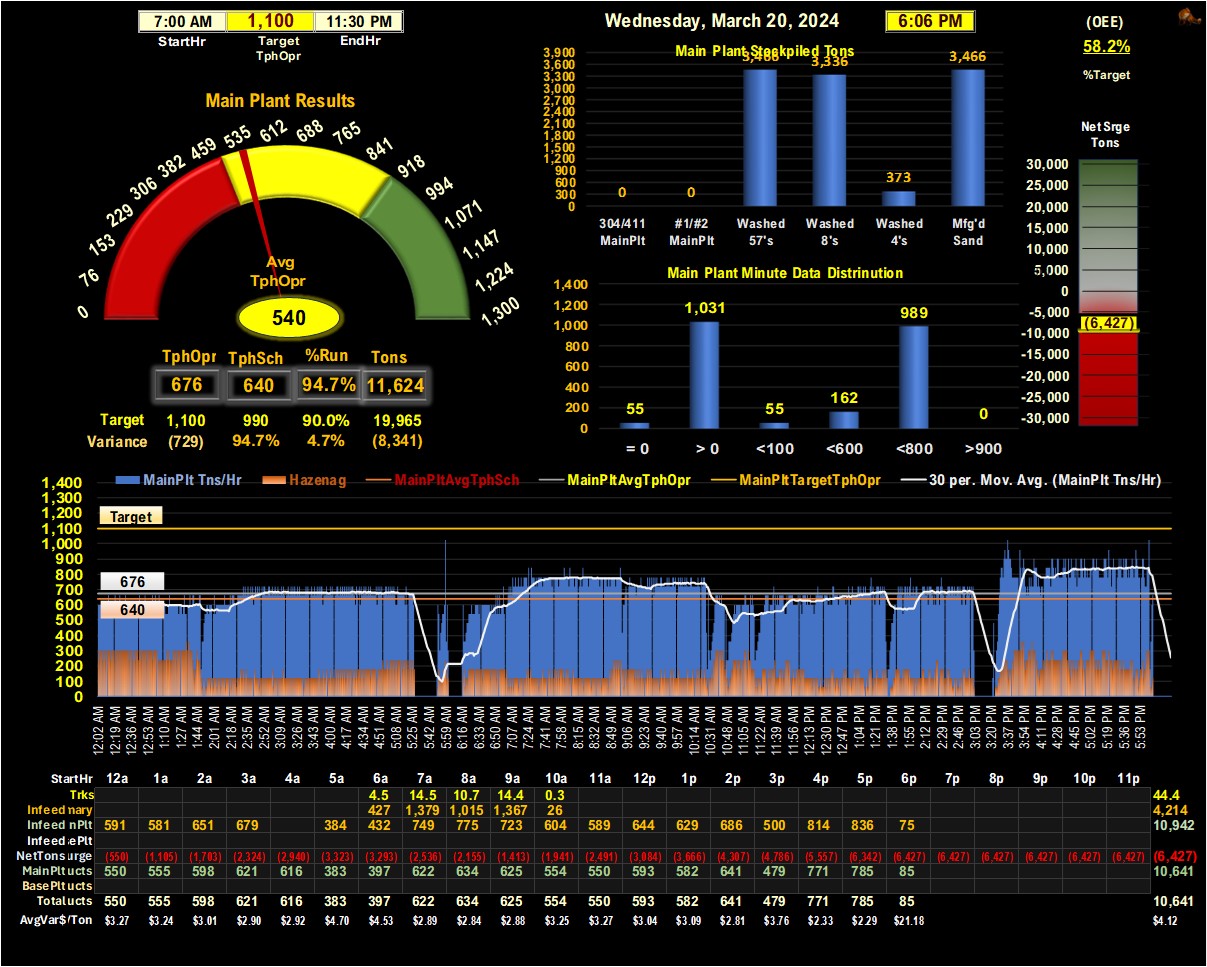 7:00 AM 1,100 11:30 PM
StartHr Target TphOpr EndHr
Wednesday, March 20, 2024 6:06 PM
(OEE)
58.2%
%Target
Main Plant Results
0 76 153 229 306 382 459 535 612 688 765 841 918 994 1,071 1,147 1,224 1,300
Avg
TphOpr
540
TphOpr TphSch %Run Tons
676 640 94.7% 11,624
Target 1,100 990 90.0% 19,965
Variance (729) 94.7% 4.7% (8,341)
Main Plant Stockpiled Tons
3,900
3,600
3,300
3,000
2,700
2,400
2,100
1,800
1,500
1,200
900
600
300
0
0 0 3,466 3,336 373 3,466
304/411 #1/#2 Washed Washed Washed Mfg'd
MainPlt MainPlt 57's 8's 4's Sand
Main Plant Minute Data Distrinution
1,400
1,200
1,000
800
600
400
200
0
55 1,031 55 162 989 0
= 0 > 0 <100 <600 <800 >900
Net Srge
Tons
30,000
25,000
20,000
15,000
10,000
5,000
0
-5,000
(6,427)
-10,000
-15,000
-20,000
-25,000
-30,000
MainPlt Tns/Hr Hazenag MainPltAvgTphSch MainPltAvgTphOpr MainPltTargetTphOpr 30 per. Mov. Avg. (MainPlt Tns/Hr)
1,400
1,300
1,200
1,100
1,000
900
800
700
600
500
400
300
200
100
0
Target
676
640
12:02 AM 12:19 AM 12:36 AM 12:53 AM 1:10 AM 1:27 AM 1:44 AM 2:01 AM 2:18 AM 2:35 AM 2:52 AM 3:09 AM 3:26 AM 3:43 AM 4:00 AM 4:17 AM 4:34 AM 4:51 AM 5:08 AM 5:25 AM 5:42 AM 5:59 AM 6:16 AM 6:33 AM 6:50 AM 7:07 AM 7:24 AM 7:41 AM 7:58 AM 8:15 AM 8:32 AM 8:49 AM 9:06 AM 9:23 AM 9:40 AM 9:57 AM 10:14 AM 10:31 AM 10:48 AM 11:05 AM 11:22 AM 11:39 AM 11:56 AM 12:13 PM 12:30 PM 12:47 PM 1:04 PM 1:21 PM 1:38 PM 1:55 PM 2:12 PM 2:29 PM 2:46 PM 3:03 PM 3:20 PM 3:37 PM 3:54 PM 4:11 PM 4:28 PM 4:45 PM 5:02 PM 5:19 PM 5:36 PM 5:53 PM
StartHr 12a 1a 2a 3a 4a 5a 6a 7a 8a 9a 10a 11a 12p 1p 2p 3p 4p 5p 6p 7p 8p 9p 10p 11p
Trks 4.5 14.5 10.7 14.4 0.3 44.4
Infeed nary 427 1,379 1,015 1,367 26 4,214
Infeed nPlt 591 581 651 679 384 432 749 775 723 604 589 644 629 686 500 814 836 75 10,942
Infeed ePlt
NetTons urge (550) (1,105) (1,703) (2,324) (2,940) (3,323) (3,293) (2,536) (2,155) (1,413) (1,941) (2,491) (3,084) (3,666) (4,307) (4,786) (5,557) (6,342) (6,427) (6,427) (6,427) (6,427) (6,427) (6,427) (6,427)
MainPlt ucts 550 555 598 621 616 383 397 622 634 625 554 550 593 582 641 479 771 785 85 10,641
BasePlt ucts
Total ucts 550 555 598 621 616 383 397 622 634 625 554 550 593 582 641 479 771 785 85 10,641
AvgVar$/Ton $3.27 $3.24 $3.01 $2.90 $2.92 $4.70 $4.53 $2.89 $2.84 $2.88 $3.25 $3.27 $3.04 $3.09 $2.81 $3.76 $2.33 $2.29 $21.18 $4.12